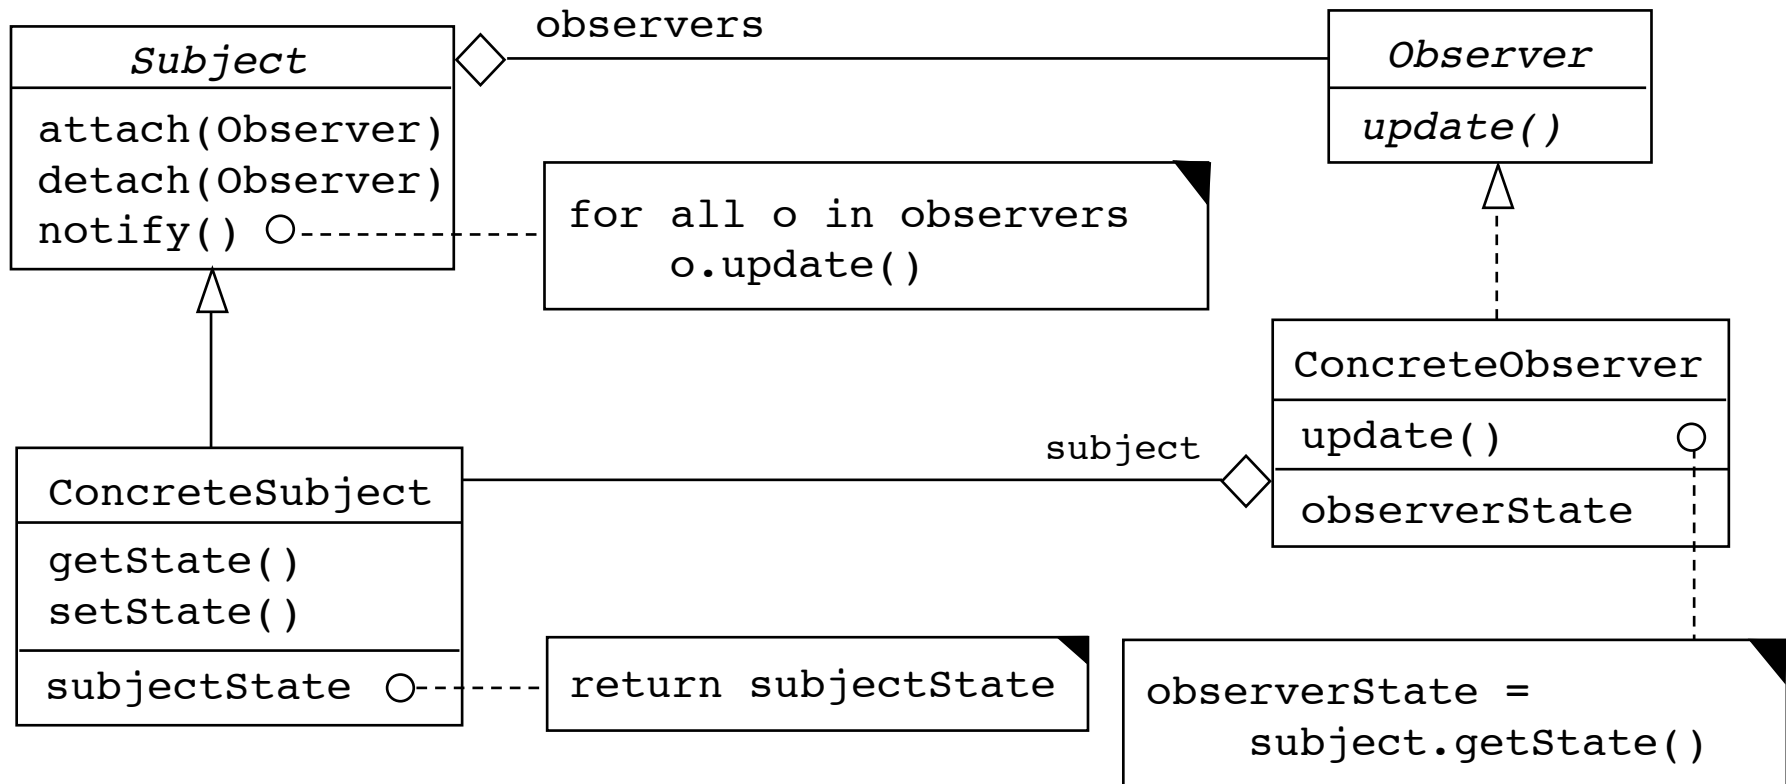 observers
Subject
attach(Observer)
detach(Observer)
notify()
for all o in observers
o.update()
Observer
update()
ConcreteObserver
update()
observerState
subject
ConcreteSubject
getState()
setState()
subjectState
return subjectState
observerState =
subject.getState()